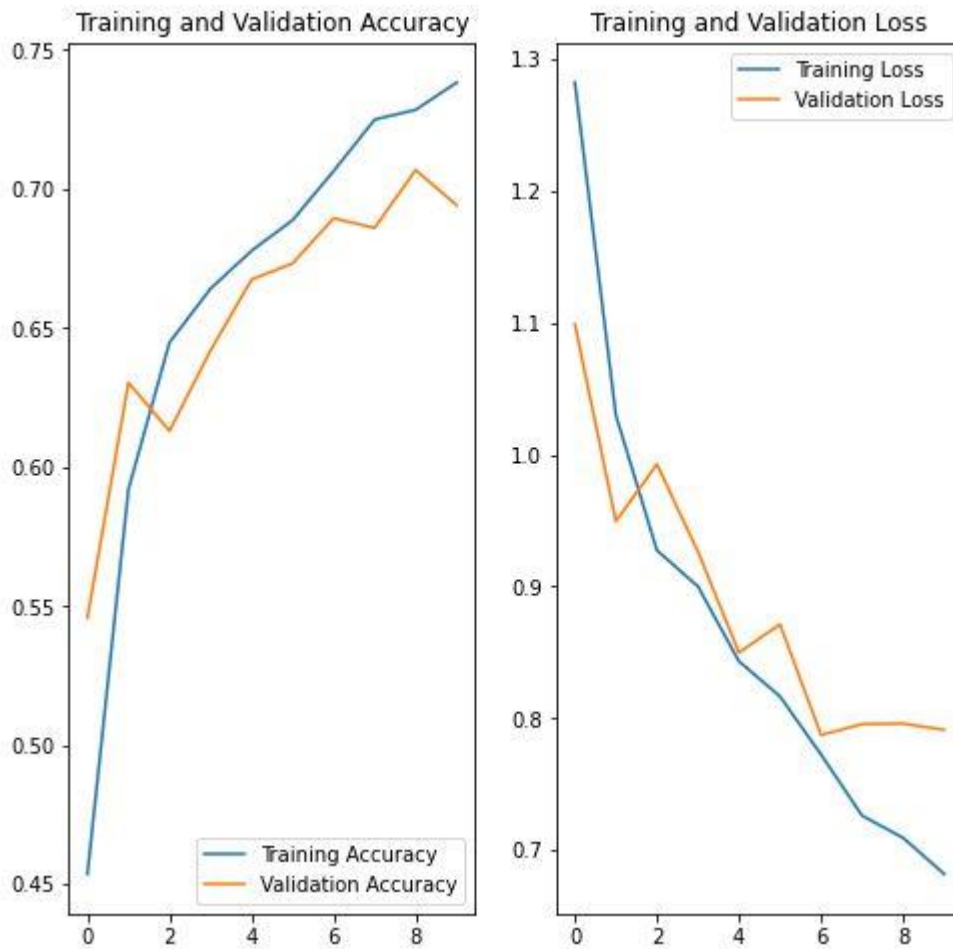 Training and Validation Accuracy
0.75
0.70
0.65
0.60
0.55
0.50
0.45
Training Accuracy
Validation Accuracy
0 2 4 6 8
Training and Validation Loss
1.3
1.2
1.1
1.0
0.9
0.8
0.7
Training Loss
Validation Loss
0 2 4 6 8